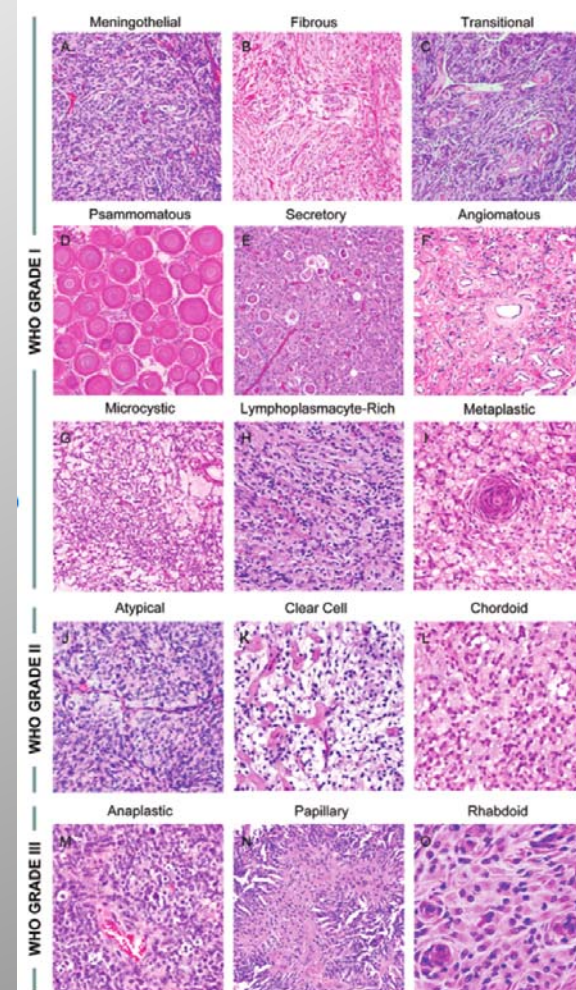 WHO GRADE I
Meningothelial
Fibrous
Transitional
A
B
C
Psammomatous
Secretory
Angiomatous
D
E
F
Microcystic
Lymphoplasmacyte-Rich
Metaplastic
G
H
I
WHO GRADE II
Atypical
Clear Cell
Chordoid
J
K
L
WHO GRADE III
Anaplastic
Papillary
Rhabdoid
M
N
O